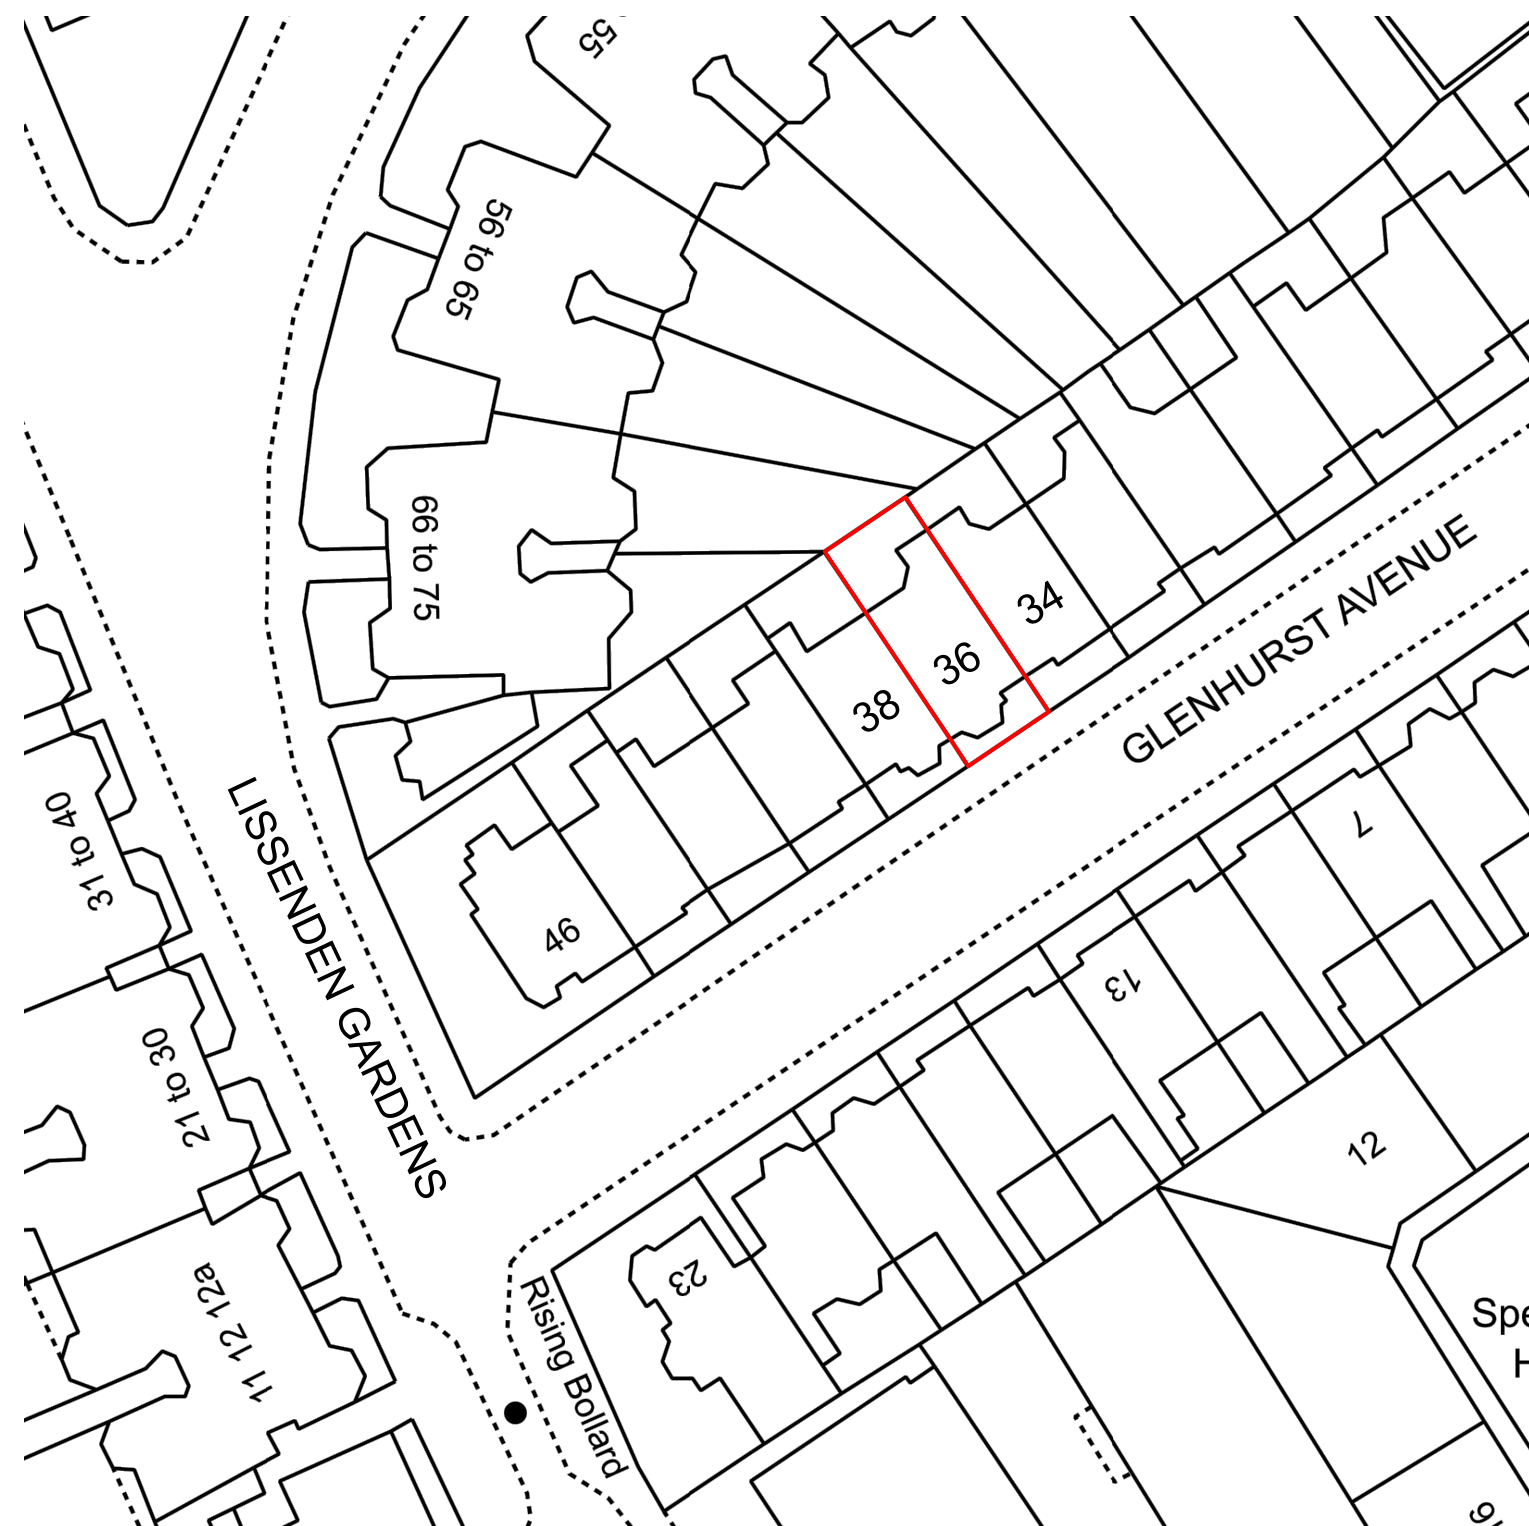 55
56 to 65
66 to 75
34
36
38
GLENHURST AVENUE
31 to 40
LISSENDEN GARDENS
46
7
13
21 to 30
12
23
11 12 12a
Rising Bollard